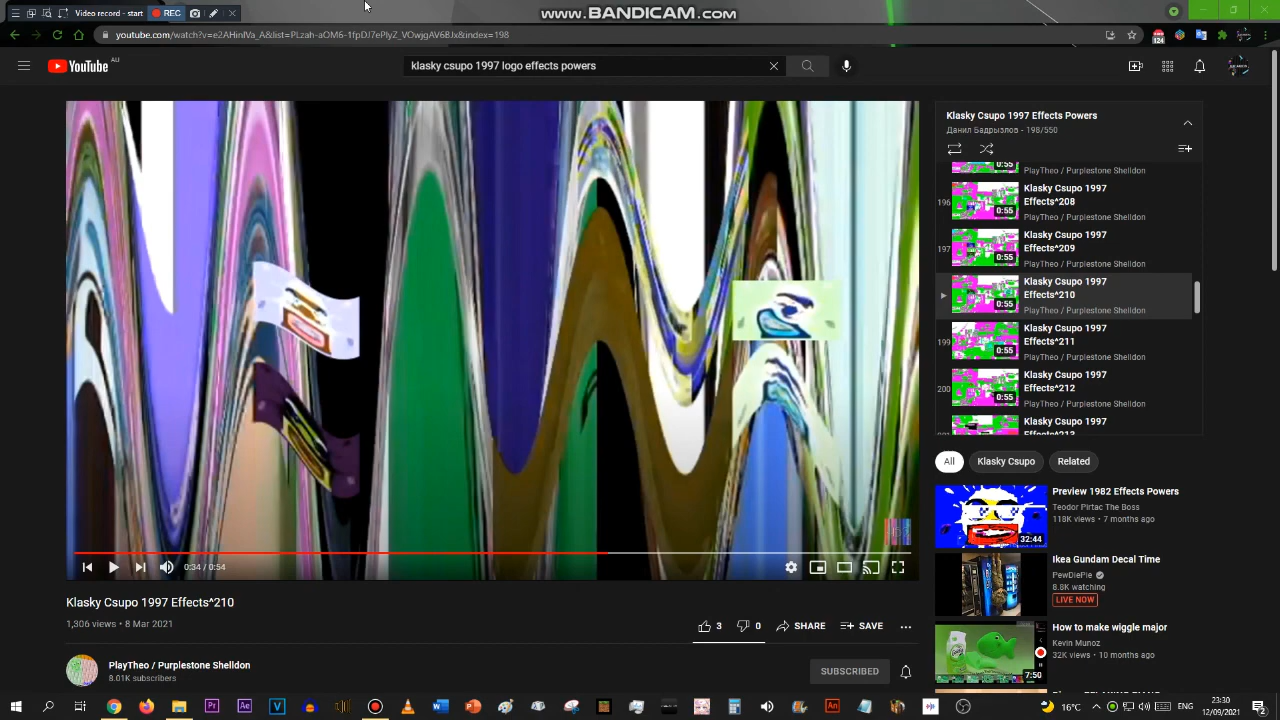 Video record - start
REC
www.BANDICAM.com
youtube.com/watch?v=e2AHinlVa_A&list=PLzah-aOM6-1fpDJ7ePlyZ_VOwjgAV6BJx&index=198
124
YouTube AU
klasky csupo 1997 logo effects powers
Klasky Csupo 1997 Effects Powers
Данил Бадрызлов - 198/550
0:55
PlayTheo / Purplestone Shelldon
196
0:55
Klasky Csupo 1997
Effects^208
PlayTheo / Purplestone Shelldon
197
0:55
Klasky Csupo 1997
Effects^209
PlayTheo / Purplestone Shelldon
0:55
Klasky Csupo 1997
Effects^210
PlayTheo / Purplestone Shelldon
199
0:55
Klasky Csupo 1997
Effects^211
PlayTheo / Purplestone Shelldon
200
0:55
Klasky Csupo 1997
Effects^212
PlayTheo / Purplestone Shelldon
Klasky Csupo 1997
Effects^213
All
Klasky Csupo
Related
Preview 1982 Effects Powers
Teodor Pirtac The Boss
118K views • 7 months ago
32:44
Ikea Gundam Decal Time
PewDiePie
8.8K watching
LIVE NOW
How to make wiggle major
Kevin Munoz
32K views • 10 months ago
7:50
0:34 / 0:54
Klasky Csupo 1997 Effects^210
1,306 views • 8 Mar 2021
3
0
SHARE
SAVE
PlayTheo / Purplestone Shelldon
8.01K subscribers
SUBSCRIBED
16°C
ENG
23:30
12/09/2021